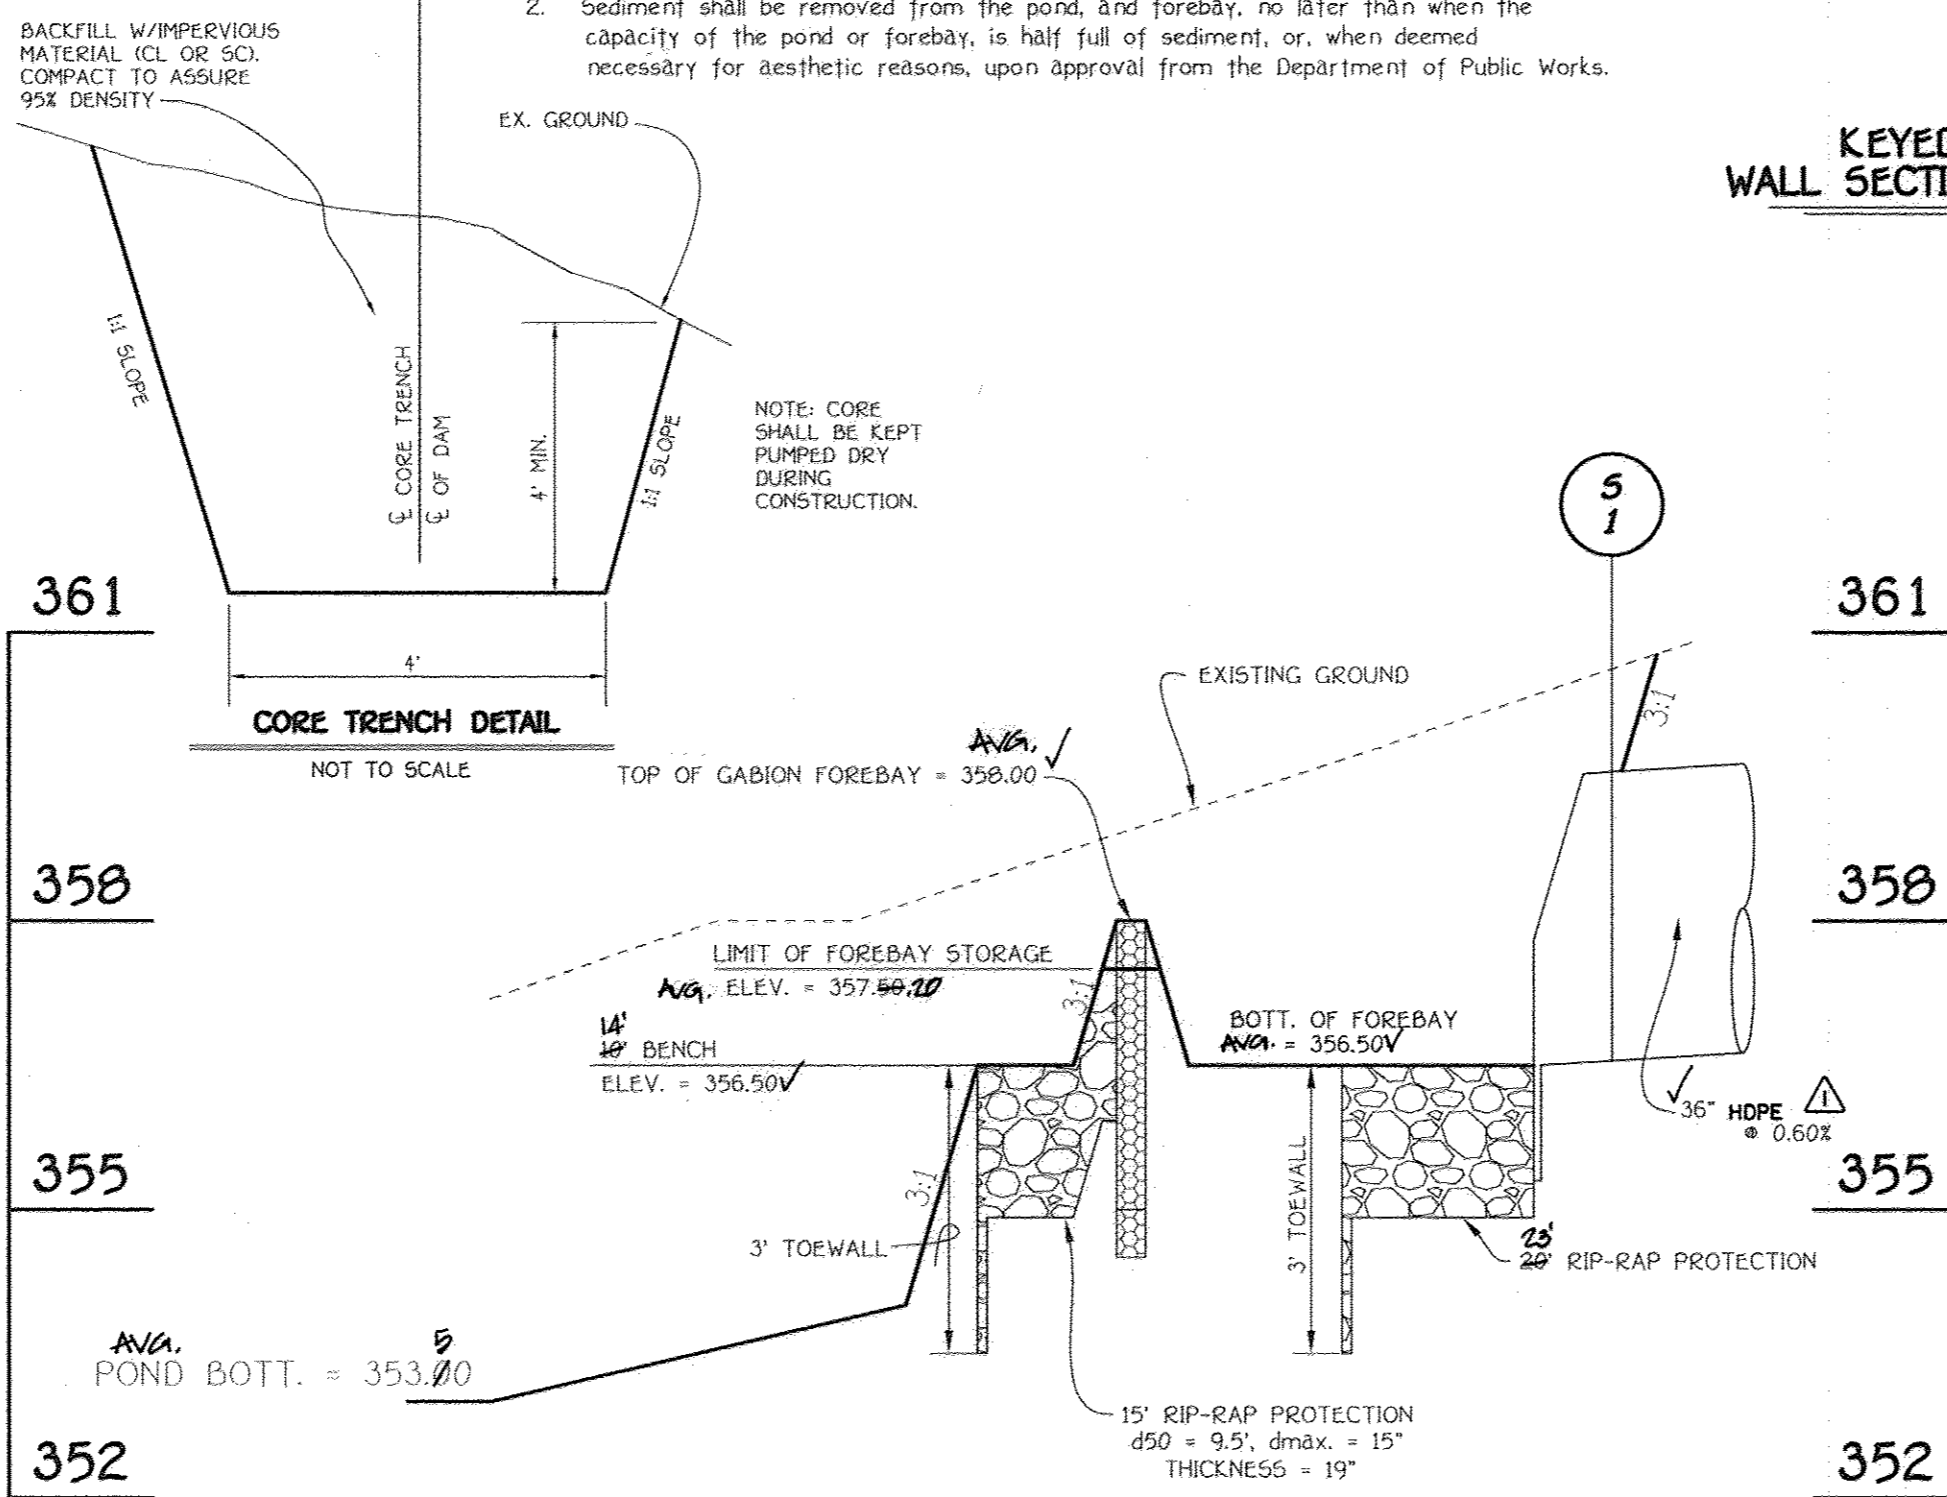 2. Sediment shall be removed from the pond, and forebay, no later than when the
capacity of the pond or forebay, is half full of sediment, or, when deemed
necessary for aesthetic reasons, upon approval from the Department of Public Works.
BACKFILL W/IMPERVIOUS
MATERIAL (CL OR SC).
COMPACT TO ASSURE
95% DENSITY
EX. GROUND
KEYED
WALL SECTI
1:1 SLOPE
℄ CORE TRENCH
℄ OF DAM
4' MIN.
1:1 SLOPE
NOTE: CORE
SHALL BE KEPT
PUMPED DRY
DURING
CONSTRUCTION.
S
1
361
361
4'
CORE TRENCH DETAIL
NOT TO SCALE
EXISTING GROUND
3:1
AVG. ✓
TOP OF GABION FOREBAY = 358.00
358
358
LIMIT OF FOREBAY STORAGE
AVG. ELEV. = 357.50 .20
3:1
14'
10' BENCH
ELEV. = 356.50 ✓
BOTT. OF FOREBAY
AVG. = 356.50 ✓
✓ 36" HDPE 1
@ 0.60%
355
355
3:1
3' TOEWALL
3' TOEWALL
23'
20' RIP-RAP PROTECTION
AVG. 5
POND BOTT. = 353.00
15' RIP-RAP PROTECTION
d50 = 9.5', dmax. = 15"
THICKNESS = 19"
352
352